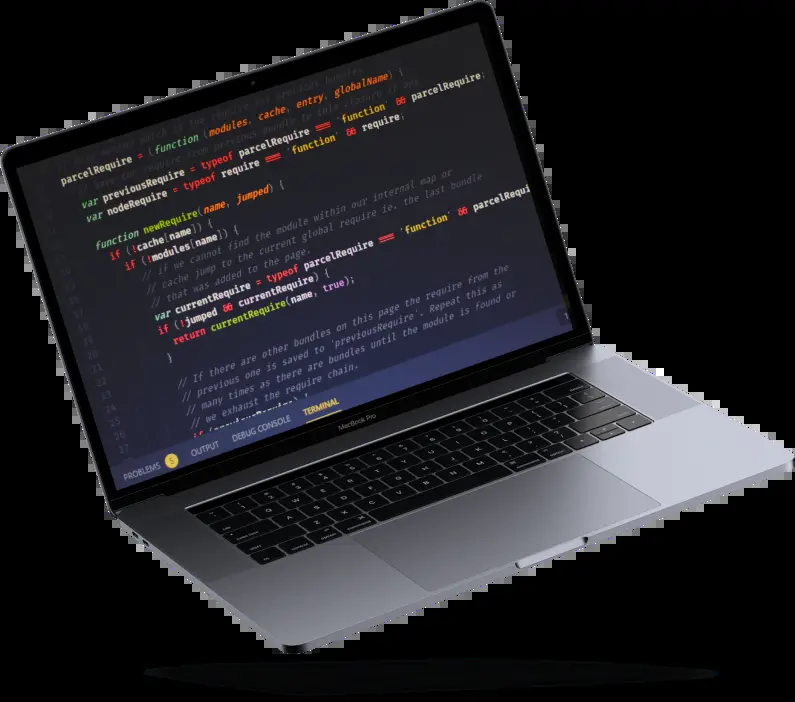 parcelRequire = (function (modules, cache, entry, globalName) {
var previousRequire = typeof parcelRequire === 'function' && parcelRequire;
var nodeRequire = typeof require === 'function' && require;
function newRequire(name, jumped) {
if (!cache[name]) {
if (!modules[name]) {
// if we cannot find the module within our internal map or
// cache jump to the current global require ie. the last bundle
// that was added to the page.
var currentRequire = typeof parcelRequire === 'function' && parcelRequi
if (!jumped && currentRequire) {
return currentRequire(name, true);
}
// If there are other bundles on this page the require from the
// previous one is saved to 'previousRequire'. Repeat this as
// many times as there are bundles until the module is found or
// we exhaust the require chain.
PROBLEMS 5 OUTPUT DEBUG CONSOLE TERMINAL
MacBook Pro